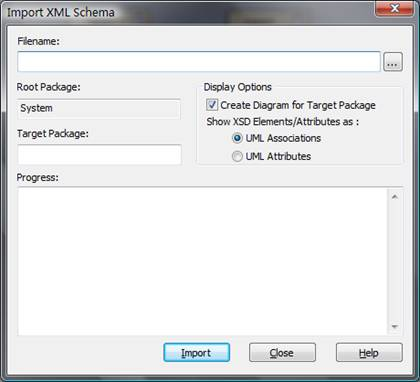 Import XML Schema
Filename:
...
Root Package:
System
Target Package:
Display Options
Create Diagram for Target Package
Show XSD Elements/Attributes as :
UML Associations
UML Attributes
Progress:
Import
Close
Help